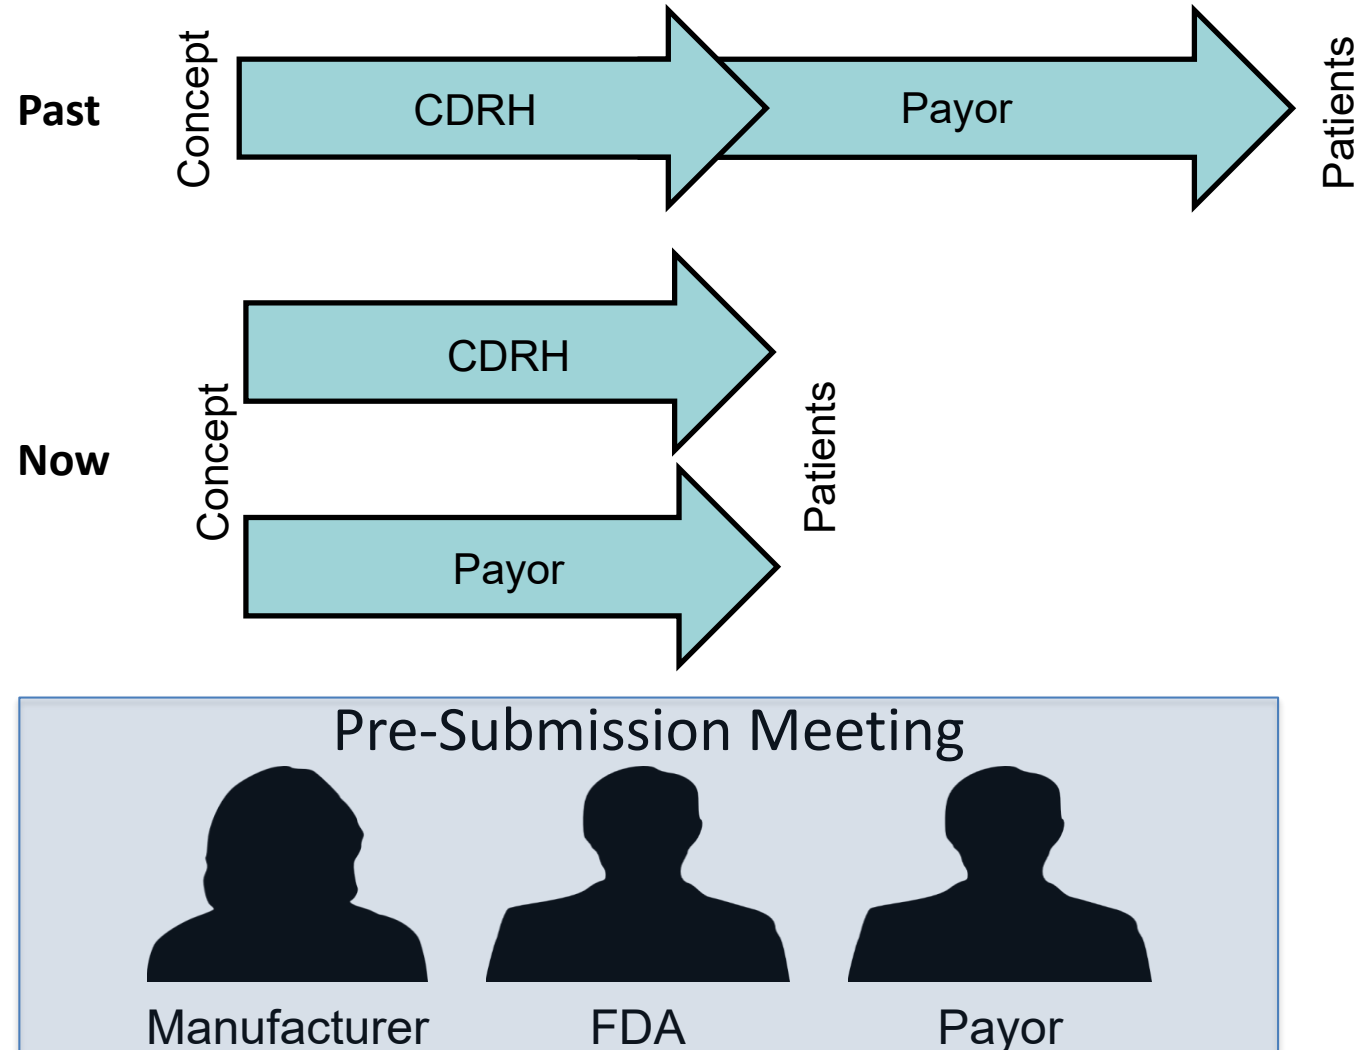 Past
Concept
CDRH
Payor
Patients
Now
Concept
CDRH
Payor
Patients
Pre-Submission Meeting
Manufacturer
FDA
Payor